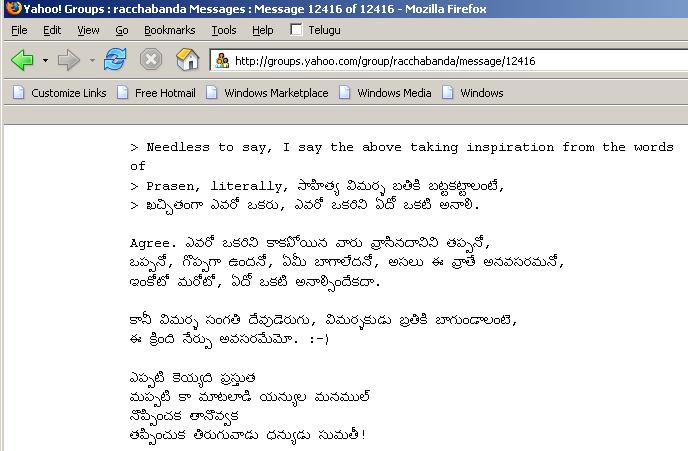 Yahoo! Groups : racchabanda Messages : Message 12416 of 12416 - Mozilla Firefox
File Edit View Go Bookmarks Tools Help Telugu
http://groups.yahoo.com/group/racchabanda/message/12416
Customize Links Free Hotmail Windows Marketplace Windows Media Windows
> Needless to say, I say the above taking inspiration from the words
of
> Prasen, literally, సాహిత్య విమర్శ బతికి బట్టకట్టాలంటే,
> ఖచ్చితంగా ఎవరో ఒకరు, ఎవరో ఒకరిని ఏదో ఒకటి అనాలి.
Agree. ఎవరో ఒకరిని కాకపోయిన వారు వ్రాసినదానిని తప్పనో,
ఒప్పనో, గొప్పగా ఉందనో, ఏమీ బాగాలేదనో, అసలు ఈ వ్రాతే అనవసరమనో,
ఇంకోటో మరోటో, ఏదో ఒకటి అనాల్సిందేకదా.
కానీ విమర్శ సంగతి దేవుడెరుగు, విమర్శకుడు బ్రతికి బాగుండాలంటె,
ఈ క్రింది నేర్పు అవసరమేమో. :-)
ఎప్పటి కెయ్యది ప్రస్తుత
మప్పటి కా మాటలాడి యన్యుల మనముల్
నొప్పించక తానొవ్వక
తప్పించుక తిరుగువాడు ధన్యుడు సుమతీ!